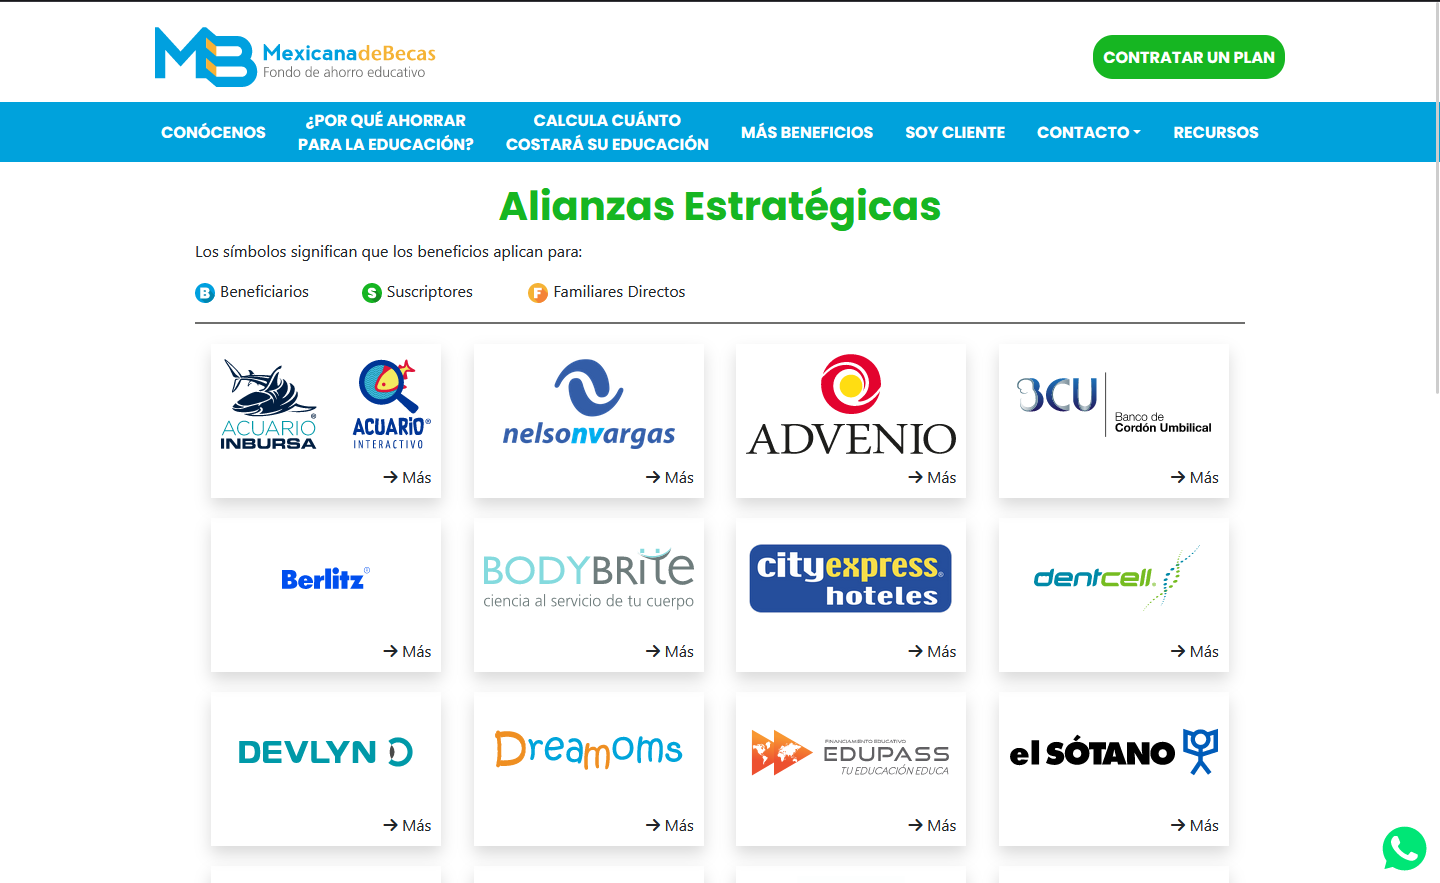 MB MexicanadeBecas
Fondo de ahorro educativo
CONTRATAR UN PLAN
CONÓCENOS
¿POR QUÉ AHORRAR
PARA LA EDUCACIÓN?
CALCULA CUÁNTO
COSTARÁ SU EDUCACIÓN
MÁS BENEFICIOS
SOY CLIENTE
CONTACTO
RECURSOS
Alianzas Estratégicas
Los símbolos significan que los beneficios aplican para:
B Beneficiarios
S Suscriptores
F Familiares Directos
ACUARIO
INBURSA®
ACUARiO®
INTERACTIVO
→ Más
nelsonvargas
→ Más
ADVENIO
→ Más
BCU
Banco de
Cordón Umbilical
→ Más
Berlitz®
→ Más
BODYBRITE
ciencia al servicio de tu cuerpo
→ Más
cityexpress®
hoteles
→ Más
dentcell®
→ Más
DEVLYN
→ Más
Dreamoms
→ Más
FINANCIAMIENTO EDUCATIVO
EDUPASS
TU EDUCACIÓN EDUCA
→ Más
el SÓTANO
→ Más